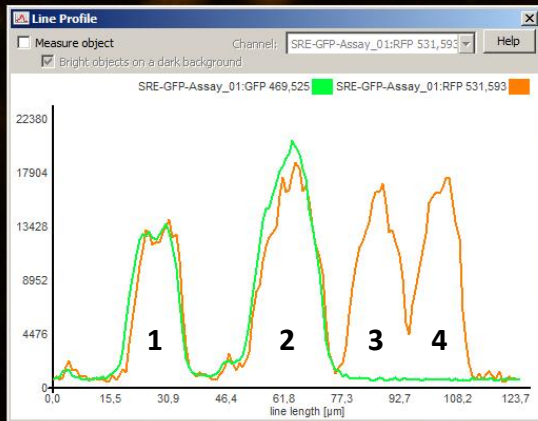 Line Profile
Measure object
Channel: SRE-GFP-Assay_01:RFP 531,593
Help
Bright objects on a dark background
SRE-GFP-Assay_01:GFP 469,525 SRE-GFP-Assay_01:RFP 531,593
22380
17904
13428
8952
4476
0
1 2 3 4
0,0 15,5 30,9 46,4 61,8 77,3 92,7 108,2 123,7
line length [µm]